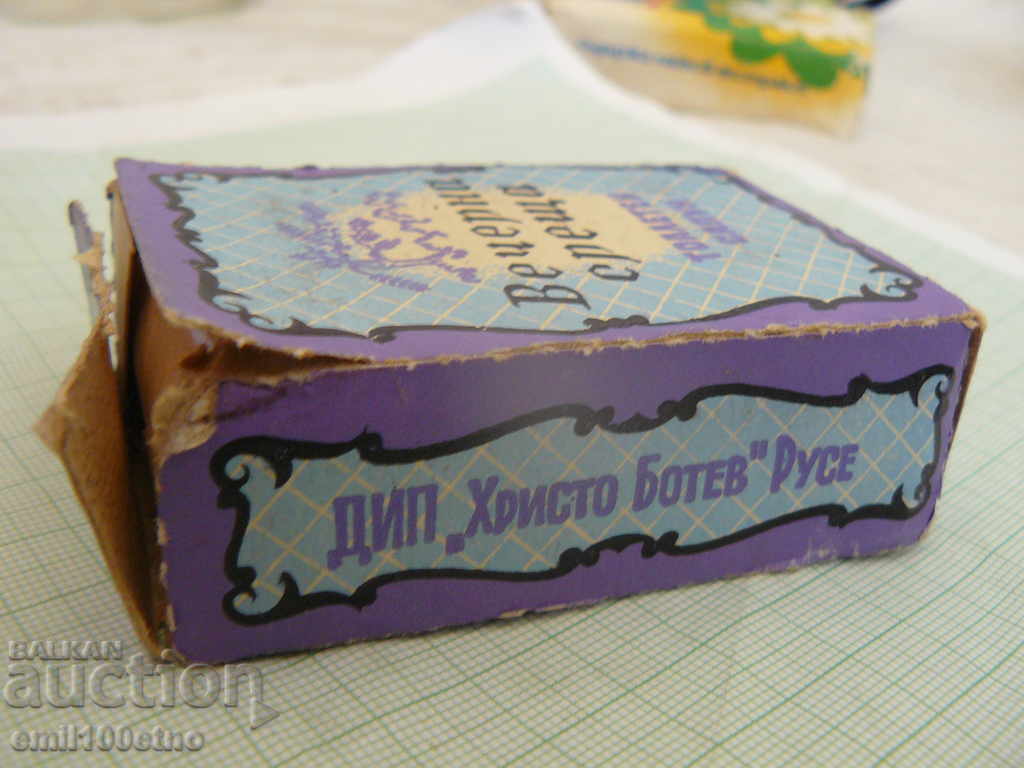 Вечерна
среща
ТОАЛЕТЕН
САПУН
ДИП „Христо Ботев" Русе
BALKAN
auction
emil100etno